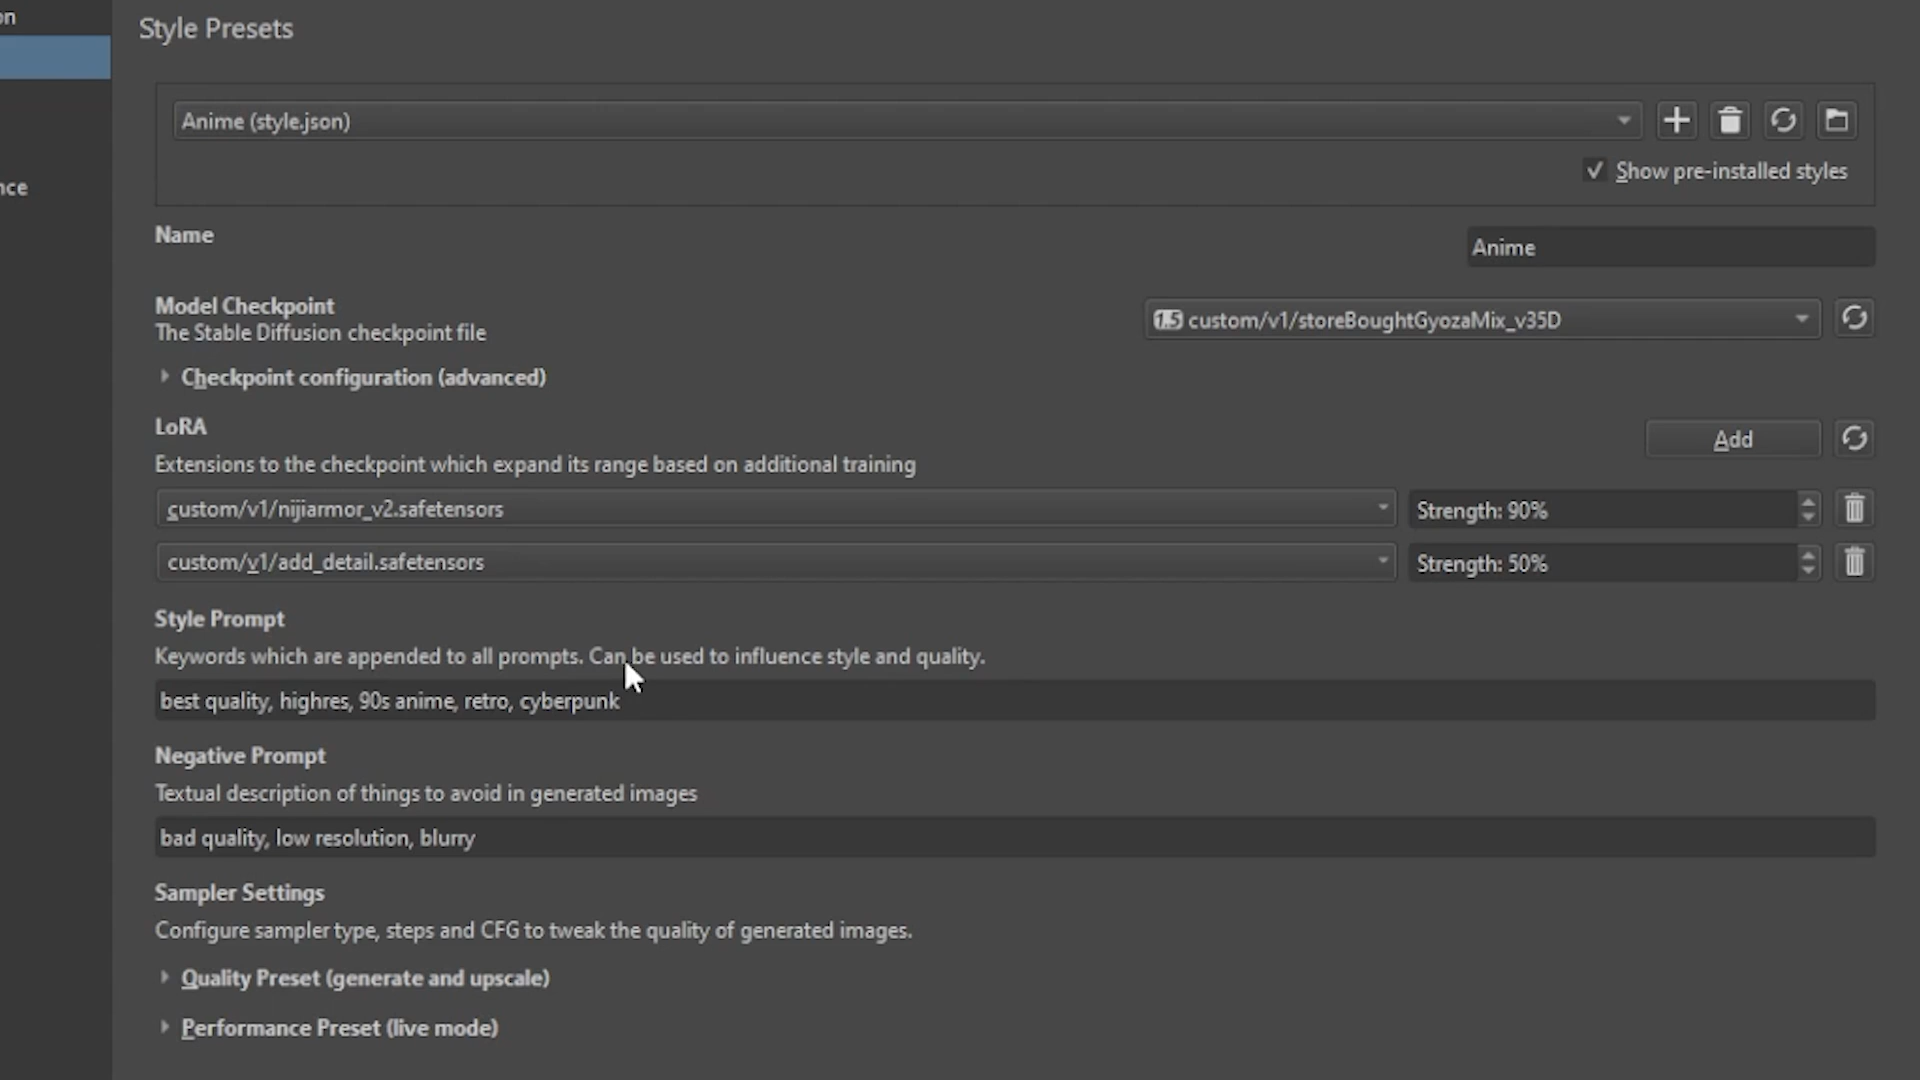 on
Style Presets
Anime (style.json)
Show pre-installed styles
nce
Name
Anime
Model Checkpoint
The Stable Diffusion checkpoint file
1.5 custom/v1/storeBoughtGyozaMix_v35D
Checkpoint configuration (advanced)
LoRA
Add
Extensions to the checkpoint which expand its range based on additional training
custom/v1/nijiarmor_v2.safetensors
Strength: 90%
custom/v1/add_detail.safetensors
Strength: 50%
Style Prompt
Keywords which are appended to all prompts. Can be used to influence style and quality.
best quality, highres, 90s anime, retro, cyberpunk
Negative Prompt
Textual description of things to avoid in generated images
bad quality, low resolution, blurry
Sampler Settings
Configure sampler type, steps and CFG to tweak the quality of generated images.
Quality Preset (generate and upscale)
Performance Preset (live mode)